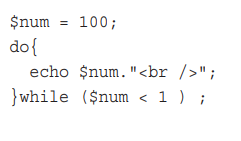 $num = 100;
do{
  echo $num."<br />";
}while ($num < 1 ) ;